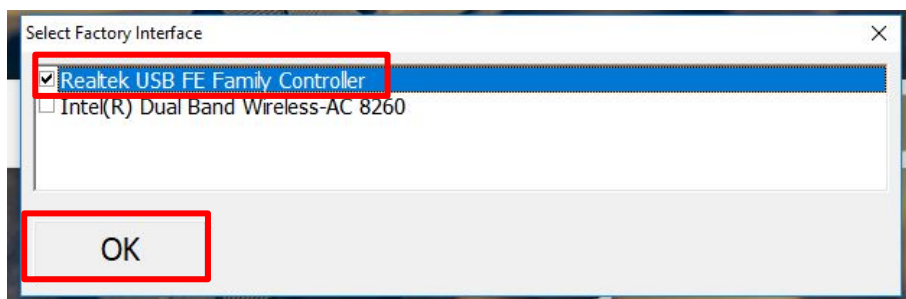 Select Factory Interface
Realtek USB FE Family Controller
Intel(R) Dual Band Wireless-AC 8260
OK